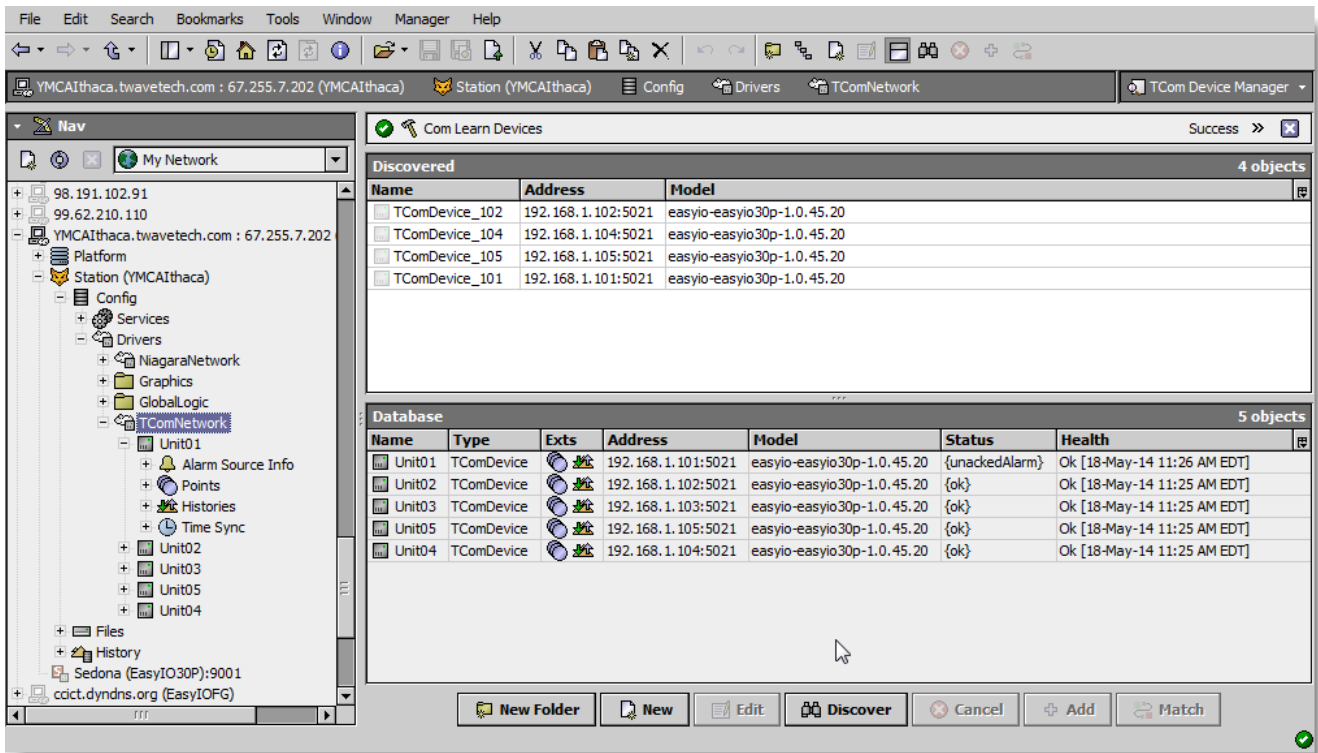 File Edit Search Bookmarks Tools Window Manager Help
YMCAIthaca.twavetech.com : 67.255.7.202 (YMCAIthaca) Station (YMCAIthaca) Config Drivers TComNetwork TCom Device Manager
Nav
My Network
98.191.102.91
99.62.210.110
YMCAIthaca.twavetech.com : 67.255.7.202
Platform
Station (YMCAIthaca)
Config
Services
Drivers
NiagaraNetwork
Graphics
GlobalLogic
TComNetwork
Unit01
Alarm Source Info
Points
Histories
Time Sync
Unit02
Unit03
Unit05
Unit04
Files
History
Sedona (EasyIO30P):9001
ccict.dyndns.org (EasyIOFG)
Com Learn Devices Success »
Discovered 4 objects
Name Address Model
TComDevice_102 192.168.1.102:5021 easyio-easyio30p-1.0.45.20
TComDevice_104 192.168.1.104:5021 easyio-easyio30p-1.0.45.20
TComDevice_105 192.168.1.105:5021 easyio-easyio30p-1.0.45.20
TComDevice_101 192.168.1.101:5021 easyio-easyio30p-1.0.45.20
Database 5 objects
Name Type Exts Address Model Status Health
Unit01 TComDevice 192.168.1.101:5021 easyio-easyio30p-1.0.45.20 {unackedAlarm} Ok [18-May-14 11:26 AM EDT]
Unit02 TComDevice 192.168.1.102:5021 easyio-easyio30p-1.0.45.20 {ok} Ok [18-May-14 11:25 AM EDT]
Unit03 TComDevice 192.168.1.103:5021 easyio-easyio30p-1.0.45.20 {ok} Ok [18-May-14 11:25 AM EDT]
Unit05 TComDevice 192.168.1.105:5021 easyio-easyio30p-1.0.45.20 {ok} Ok [18-May-14 11:25 AM EDT]
Unit04 TComDevice 192.168.1.104:5021 easyio-easyio30p-1.0.45.20 {ok} Ok [18-May-14 11:25 AM EDT]
New Folder New Edit Discover Cancel Add Match